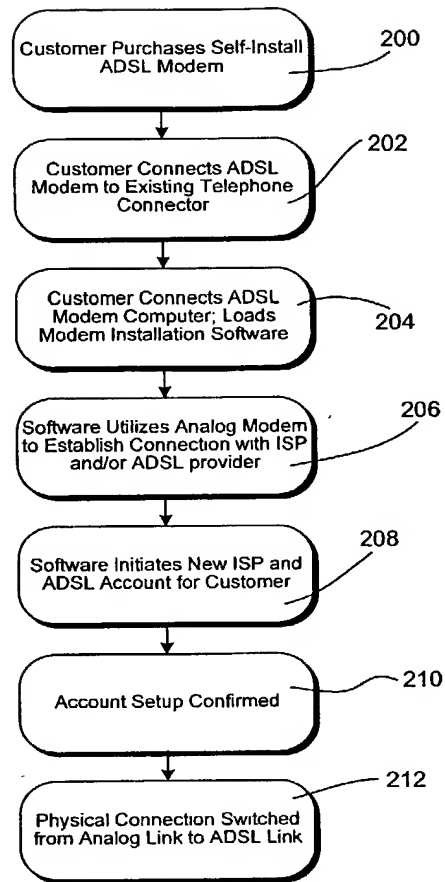 Customer Purchases Self-Install
ADSL Modem
200
Customer Connects ADSL
Modem to Existing Telephone
Connector
202
Customer Connects ADSL
Modem Computer; Loads
Modem Installation Software
204
Software Utilizes Analog Modem
to Establish Connection with ISP
and/or ADSL provider
206
Software Initiates New ISP and
ADSL Account for Customer
208
Account Setup Confirmed
210
Physical Connection Switched
from Analog Link to ADSL Link
212